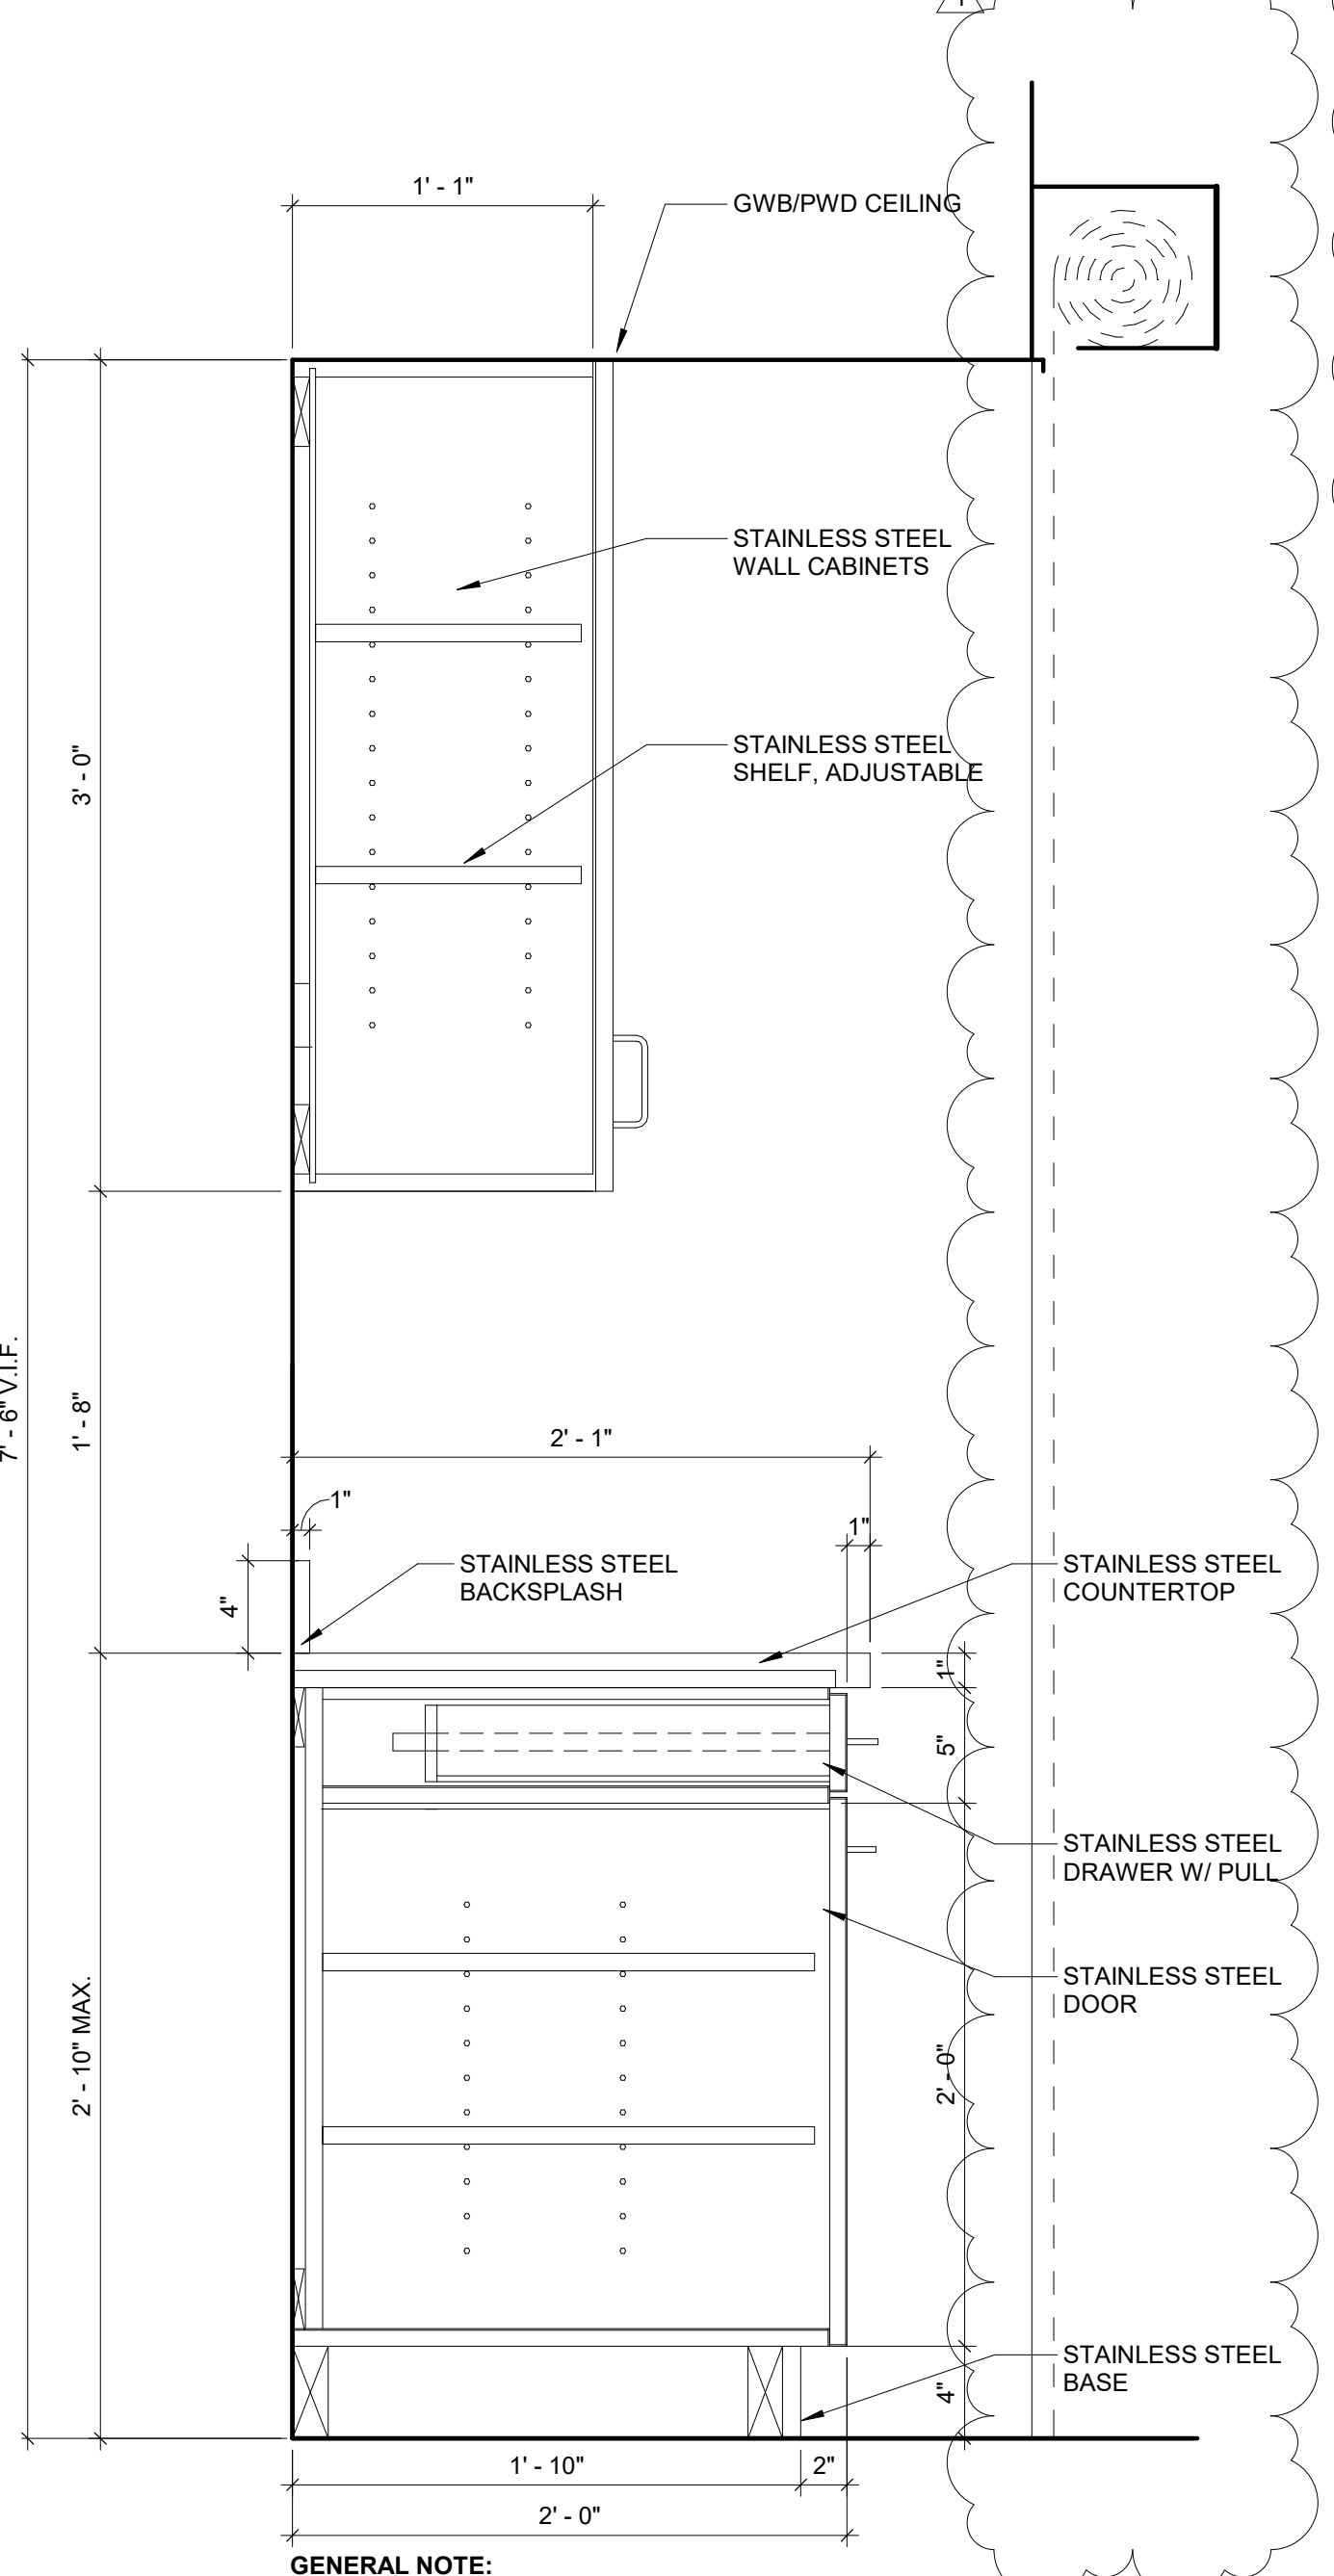 1
1' - 1"
GWB/PWD CEILING
STAINLESS STEEL
WALL CABINETS
STAINLESS STEEL
SHELF, ADJUSTABLE
3' - 0"
7' - 6" V.I.F.
1' - 8"
2' - 1"
1"
1"
4"
STAINLESS STEEL
BACKSPLASH
STAINLESS STEEL
COUNTERTOP
1"
5"
STAINLESS STEEL
DRAWER W/ PULL
STAINLESS STEEL
DOOR
2' - 10" MAX.
2' - 0"
STAINLESS STEEL
BASE
4"
1' - 10"
2"
2' - 0"
GENERAL NOTE: